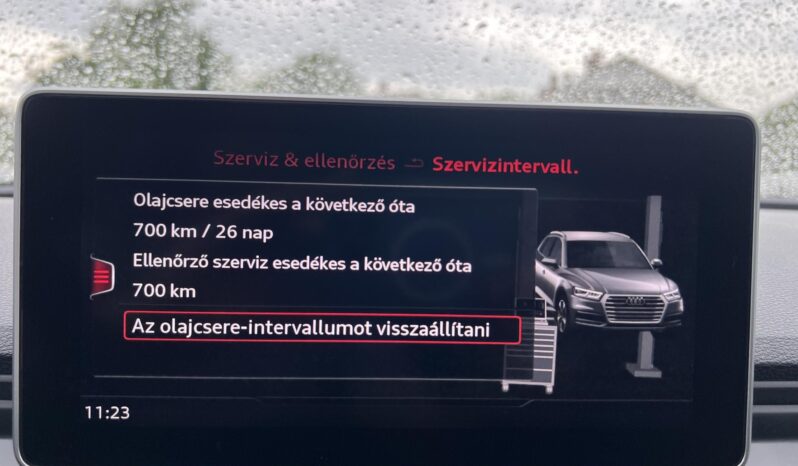 Szerviz & ellenőrzés Szervizintervall.
Olajcsere esedékes a következő óta
700 km / 26 nap
Ellenőrző szerviz esedékes a következő óta
700 km
Az olajcsere-intervallumot visszaállítani
11:23